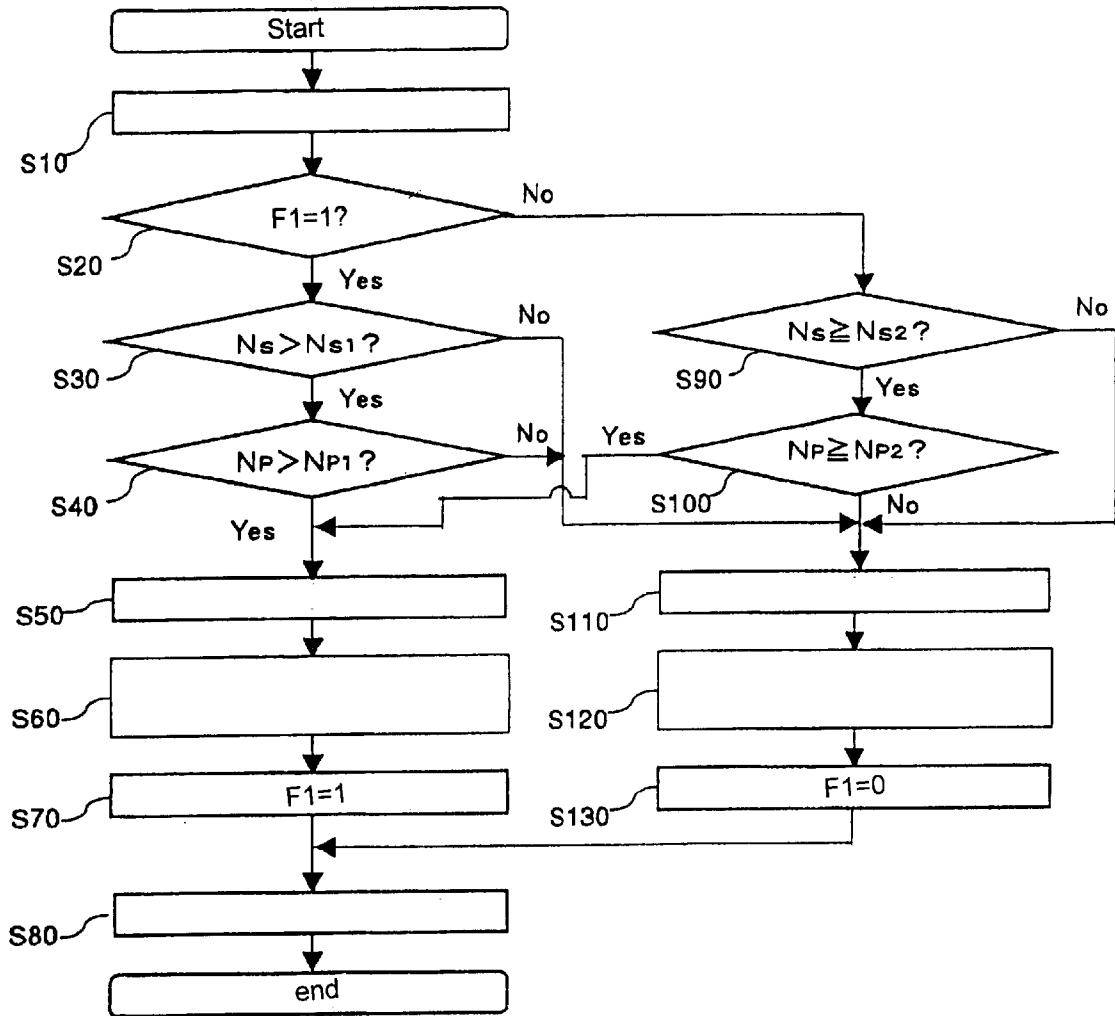 Start
S10
F1=1?
No
S20
Yes
Ns>Ns1?
No
S30
Yes
Ns≧Ns2?
No
S90
Yes
NP>NP1?
No
S40
Yes
NP≧NP2?
Yes
S100
No
S50
S110
S60
S120
F1=1
S70
F1=0
S130
S80
end